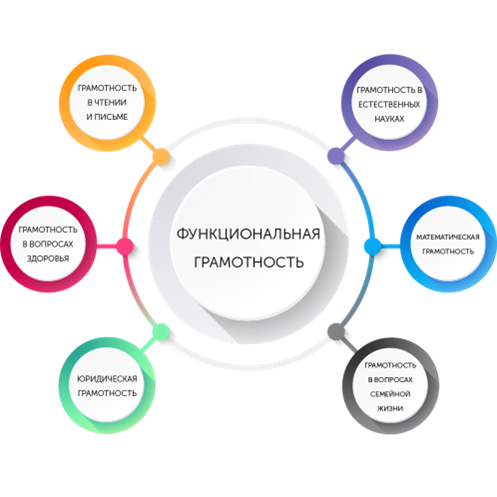 ГРАМОТНОСТЬ
В ЧТЕНИИ
И ПИСЬМЕ
ГРАМОТНОСТЬ В
ЕСТЕСТВЕННЫХ
НАУКАХ
ГРАМОТНОСТЬ
В ВОПРОСАХ
ЗДОРОВЬЯ
ФУНКЦИОНАЛЬНАЯ
ГРАМОТНОСТЬ
МАТЕМАТИЧЕСКАЯ
ГРАМОТНОСТЬ
ЮРИДИЧЕСКАЯ
ГРАМОТНОСТЬ
ГРАМОТНОСТЬ
В ВОПРОСАХ
СЕМЕЙНОЙ
ЖИЗНИ